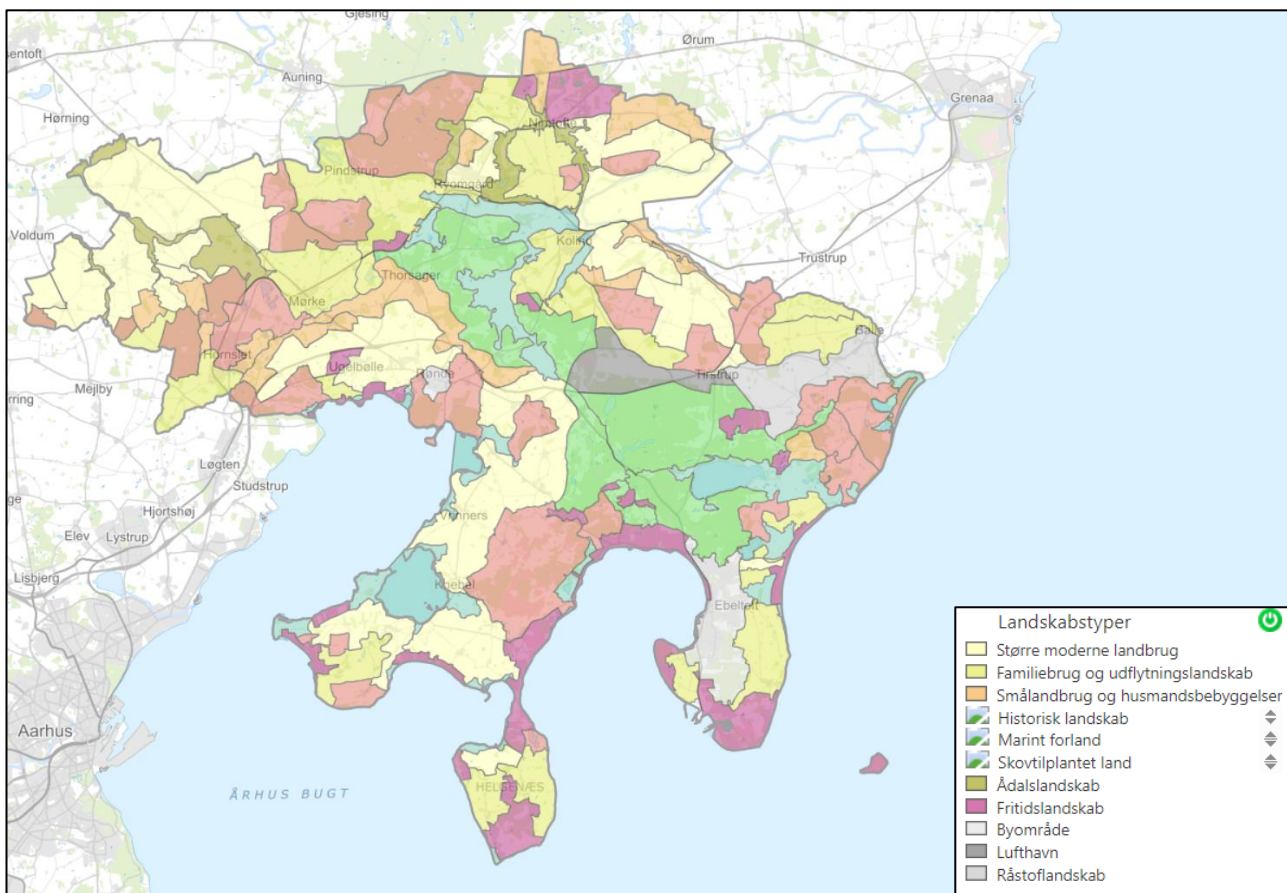 Gjesing
sentoft
Ørum
Auning
Grenaa
Hørning
Nimtofte
Pindstrup
Ryomgård
Voldum
Kolind
Trustrup
Thorsager
Mørke
Balle
Hornslet
Ugelbølle
Rønde
Tirstrup
Mejlby
rring
Løgten
Studstrup
ge
Hjortshøj
Vrinners
Elev
Lystrup
Lisbjerg
Knebel
Ebeltoft
Aarhus
HELGENÆS
ÅRHUS BUGT
Landskabstyper
Større moderne landbrug
Familiebrug og udflytningslandskab
Smålandbrug og husmandsbebyggelser
Historisk landskab
Marint forland
Skovtilplantet land
Ådalslandskab
Fritidslandskab
Byområde
Lufthavn
Råstoflandskab